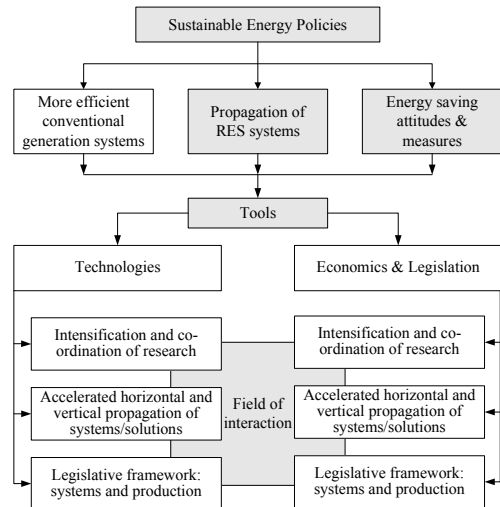 Sustainable Energy Policies
More efficient
conventional
generation systems
Propagation of
RES systems
Energy saving
attitudes &
measures
Tools
Technologies
Economics & Legislation
Intensification and co-
ordination of research
Accelerated horizontal and
vertical propagation of
systems/solutions
Legislative framework:
systems and production
Field of
interaction
Intensification and co-
ordination of research
Accelerated horizontal and
vertical propagation of
systems/solutions
Legislative framework:
systems and production